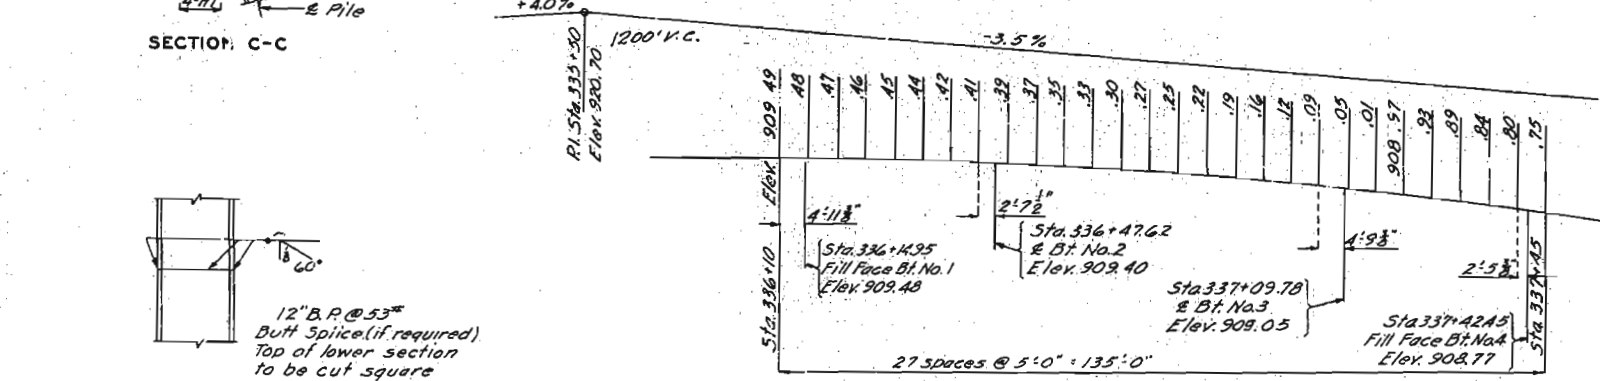 ℄ Pile
SECTION C-C
+4.0%
P.I. Sta. 335+50
Elev. 920.70
1200' V.C.
-3.5%
Elev. 909.49
.48
.47
.46
.45
.44
.42
.41
.39
.37
.35
.33
.30
.27
.25
.22
.19
.16
.12
.09
.05
.01
908.97
.93
.89
.84
.80
.75
Sta. 336+10
4'-11⅜"
Sta. 336+14.95
Fill Face Bt. No. 1
Elev. 909.48
2'-7½"
Sta. 336+47.62
℄ Bt. No. 2
Elev. 909.40
4'-9⅜"
Sta 337+09.78
℄ Bt. No. 3
Elev. 909.05
2'-5⅜"
Sta 337+42.45
Fill Face Bt. No. 4
Elev. 908.77
Sta 337+45
27 spaces @ 5'-0" = 135'-0"
60°
12" B.P. @ 53#
Butt Splice (if required)
Top of lower section
to be cut square